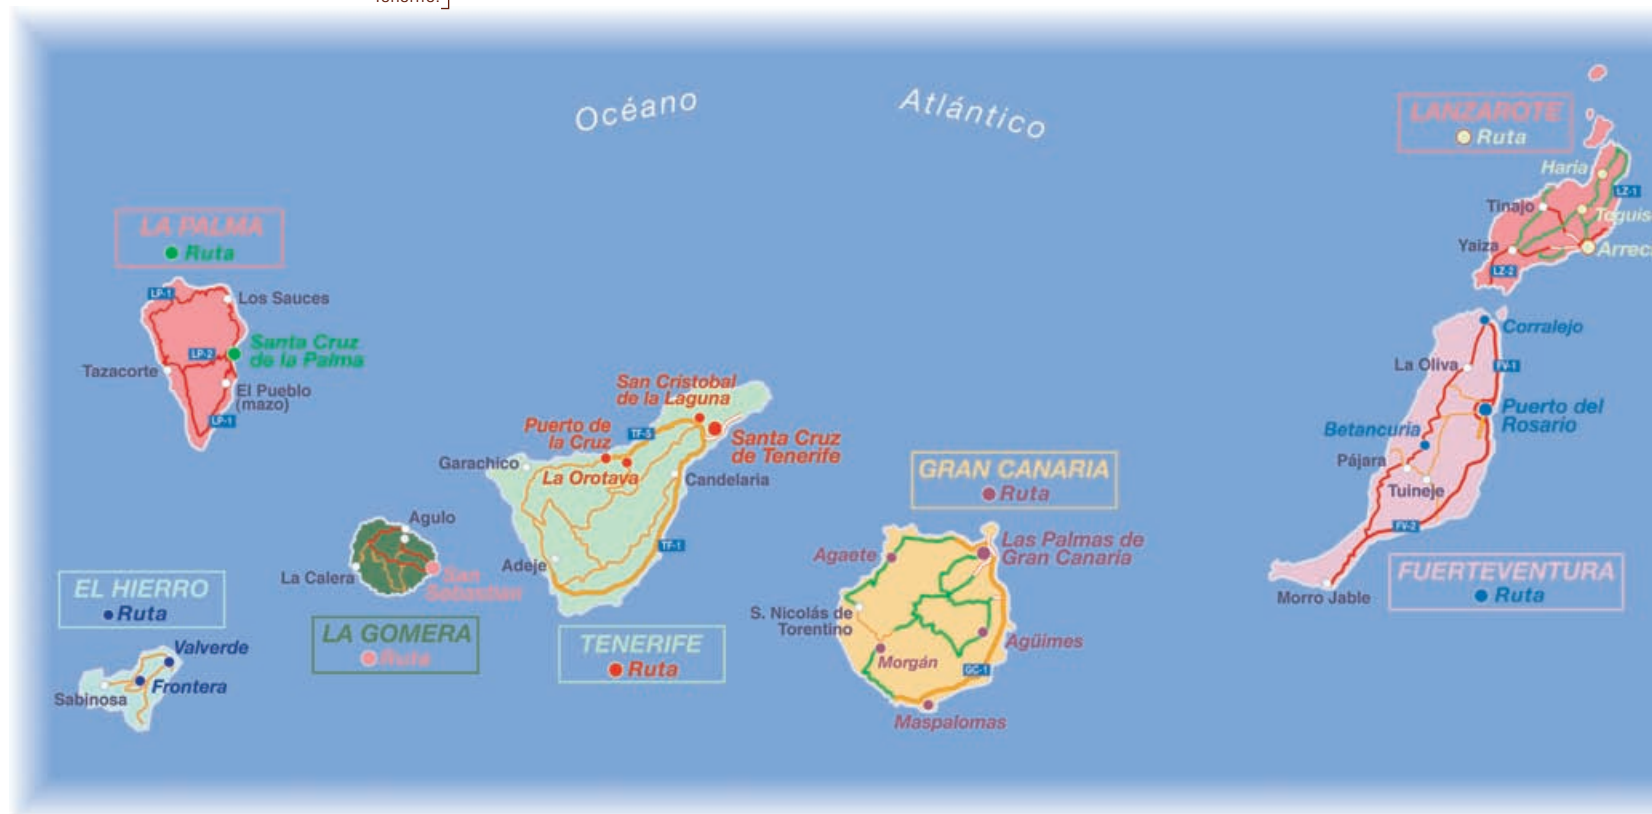 Tenerife.
Océano
Atlántico
LANZAROTE
Ruta
Haría
LZ-1
Tinajo
Yaiza
LZ-2
LA PALMA
Ruta
LP-1
Los Sauces
LP-2
Santa Cruz
de la Palma
Tazacorte
El Pueblo
(mazo)
LP-1
Corralejo
La Oliva
FV-1
Puerto del
Rosario
Betancuria
Pájara
Tuineje
FV-2
Morro Jable
FUERTEVENTURA
Ruta
San Cristobal
de la Laguna
Puerto de
la Cruz
TF-5
Santa Cruz
de Tenerife
Garachico
La Orotava
Candelaria
TF-1
Adeje
TENERIFE
Ruta
GRAN CANARIA
Ruta
Las Palmas de
Gran Canaria
Agaete
S. Nicolás de
Torentino
Agüimes
Morgán
GC-1
Maspalomas
Agulo
La Calera
San
Sebastian
LA GOMERA
Ruta
EL HIERRO
Ruta
Valverde
Frontera
Sabinosa